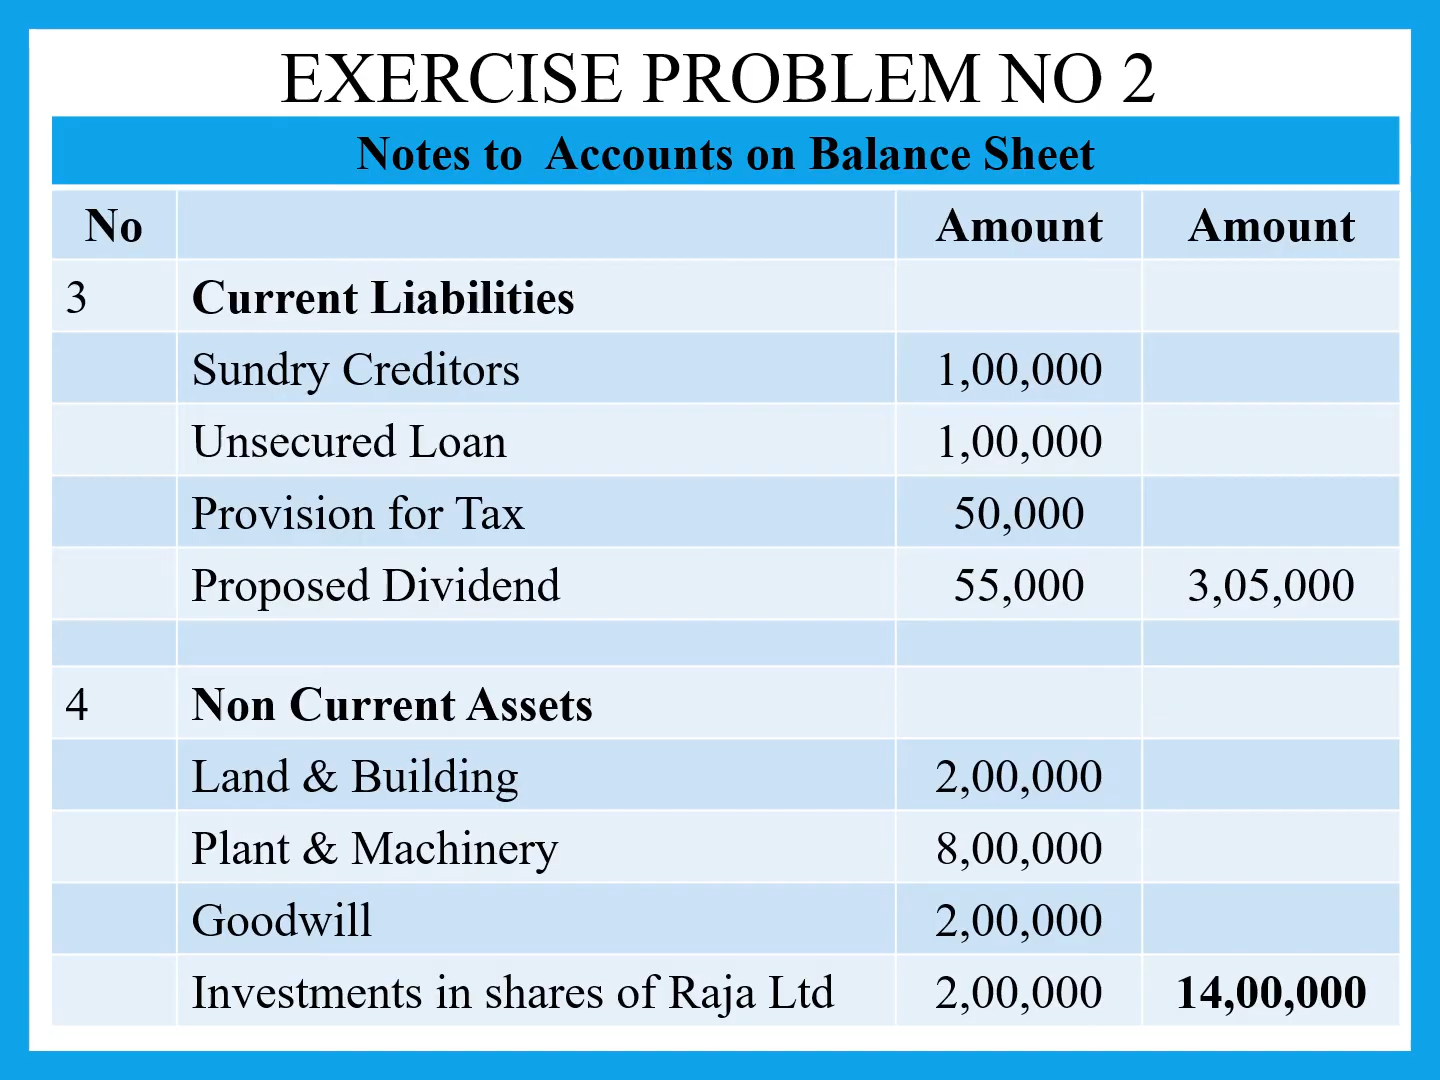 EXERCISE PROBLEM NO 2
Notes to Accounts on Balance Sheet
No Amount Amount
3 Current Liabilities
Sundry Creditors 1,00,000
Unsecured Loan 1,00,000
Provision for Tax 50,000
Proposed Dividend 55,000 3,05,000
4 Non Current Assets
Land & Building 2,00,000
Plant & Machinery 8,00,000
Goodwill 2,00,000
Investments in shares of Raja Ltd 2,00,000 14,00,000